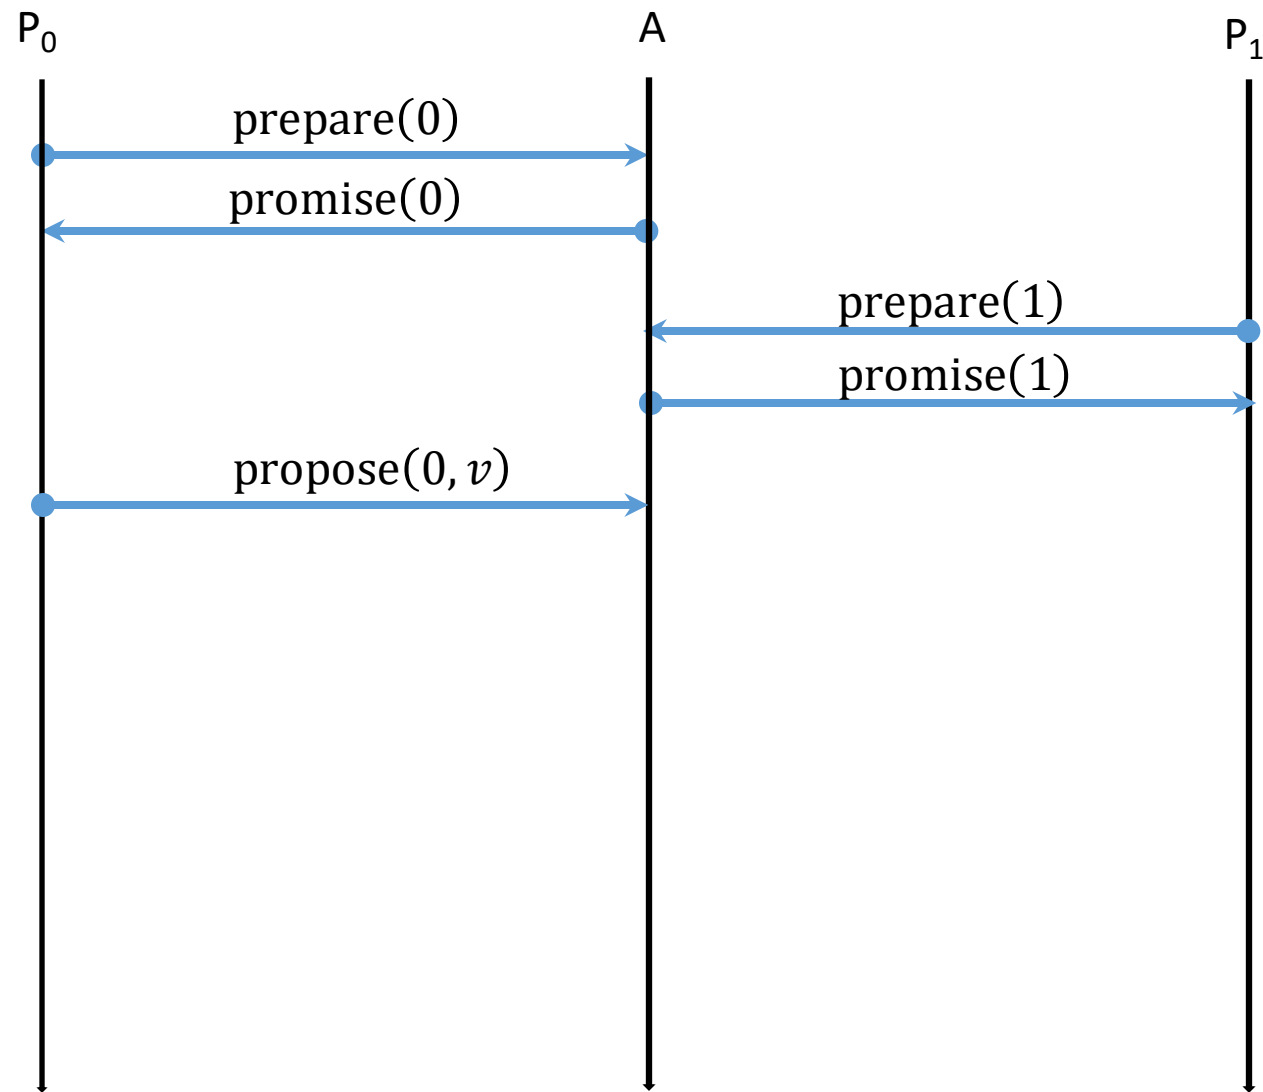 P₀ A P₁
prepare(0)
promise(0)
prepare(1)
promise(1)
propose(0, v)